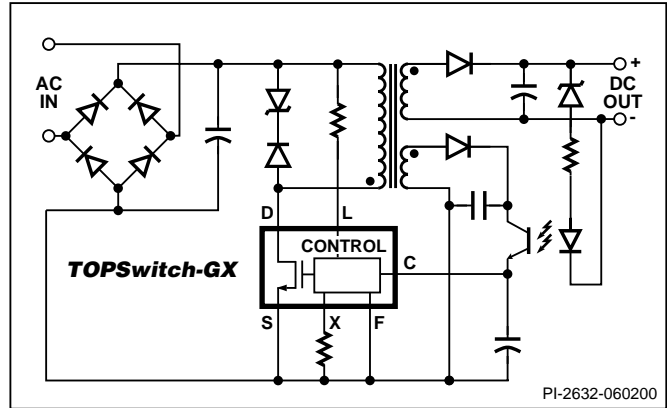 AC
IN
+
DC
OUT
-
D
L
CONTROL
C
TOPSwitch-GX
S
X
F
PI-2632-060200